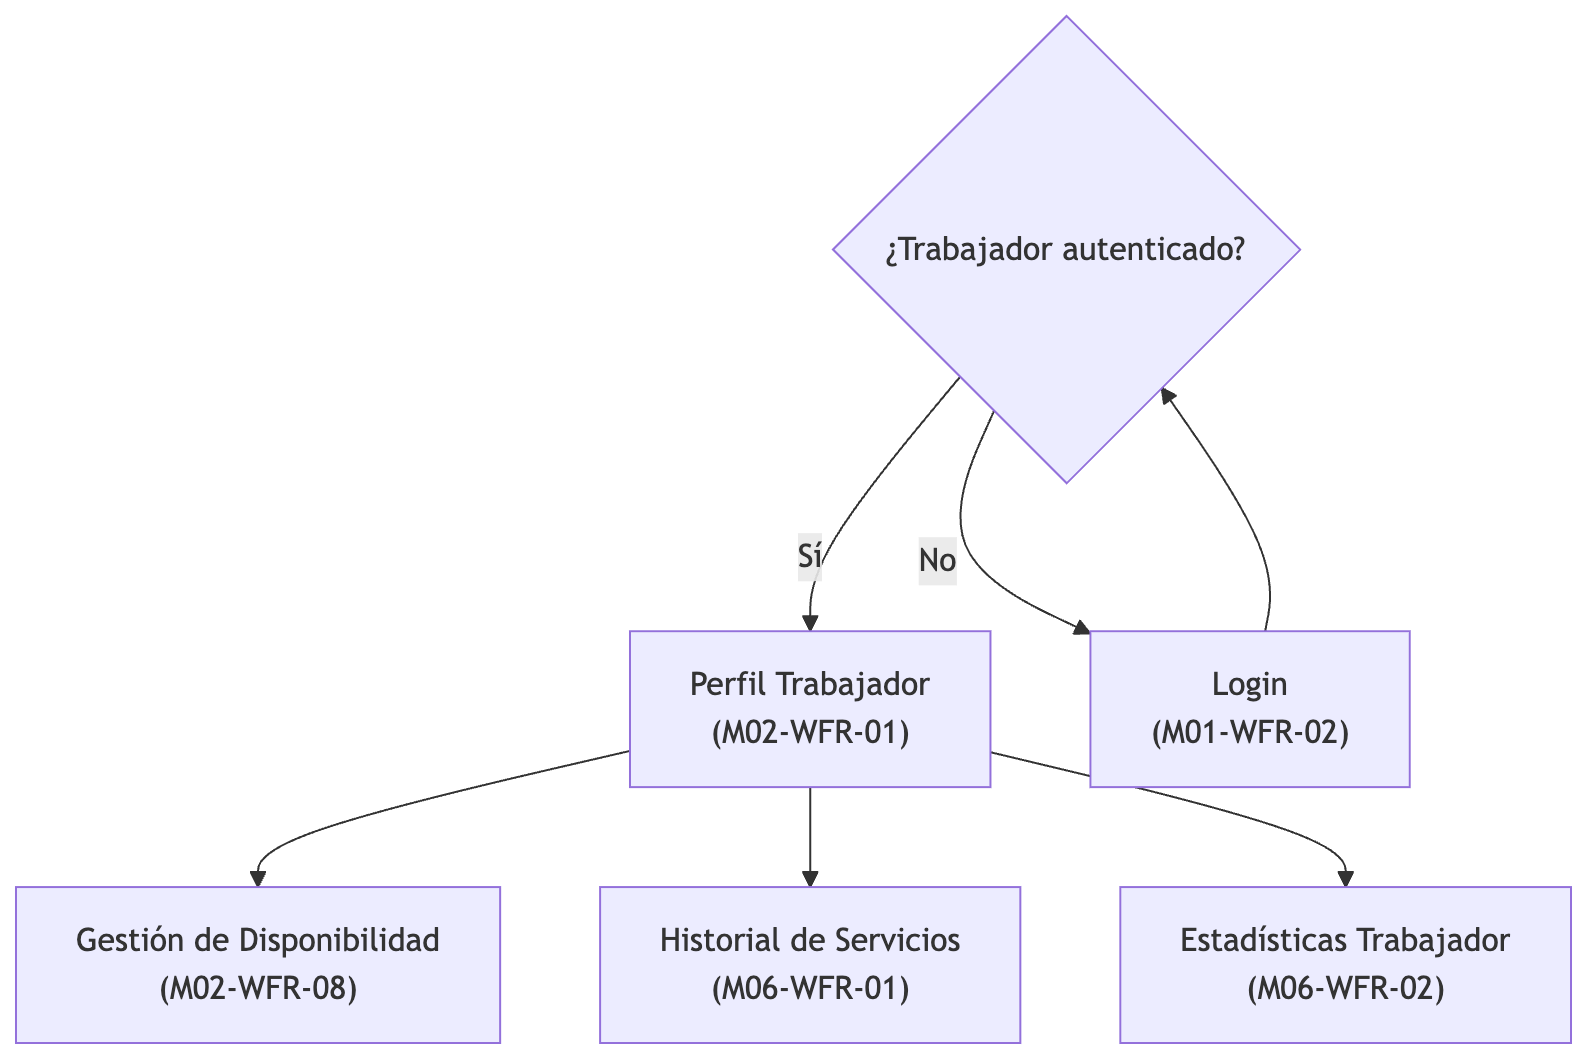 ¿Trabajador autenticado?
Sí
No
Perfil Trabajador
(M02-WFR-01)
Login
(M01-WFR-02)
Gestión de Disponibilidad
(M02-WFR-08)
Historial de Servicios
(M06-WFR-01)
Estadísticas Trabajador
(M06-WFR-02)